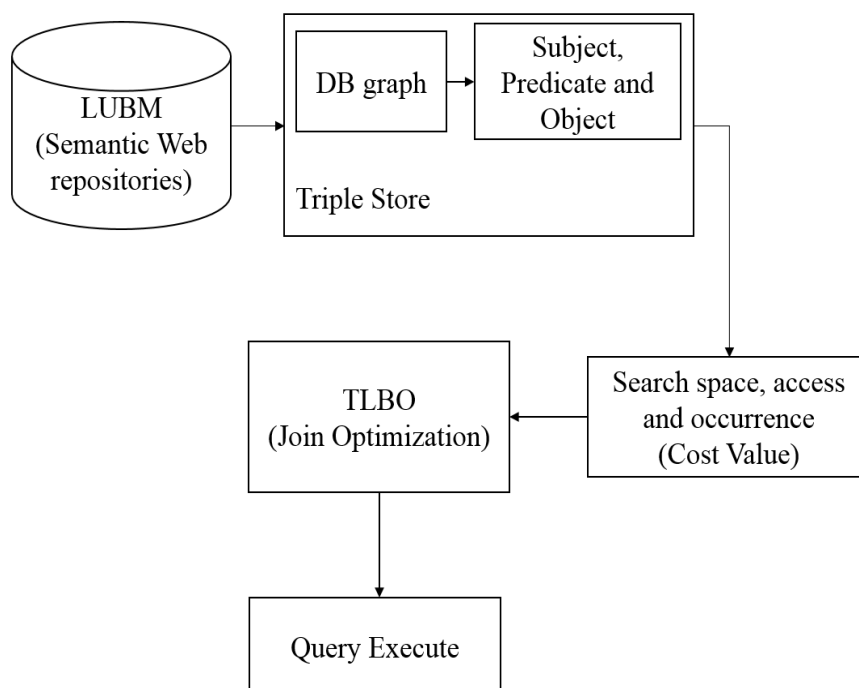 LUBM
(Semantic Web
repositories)
DB graph
Subject,
Predicate and
Object
Triple Store
Search space, access
and occurrence
(Cost Value)
TLBO
(Join Optimization)
Query Execute